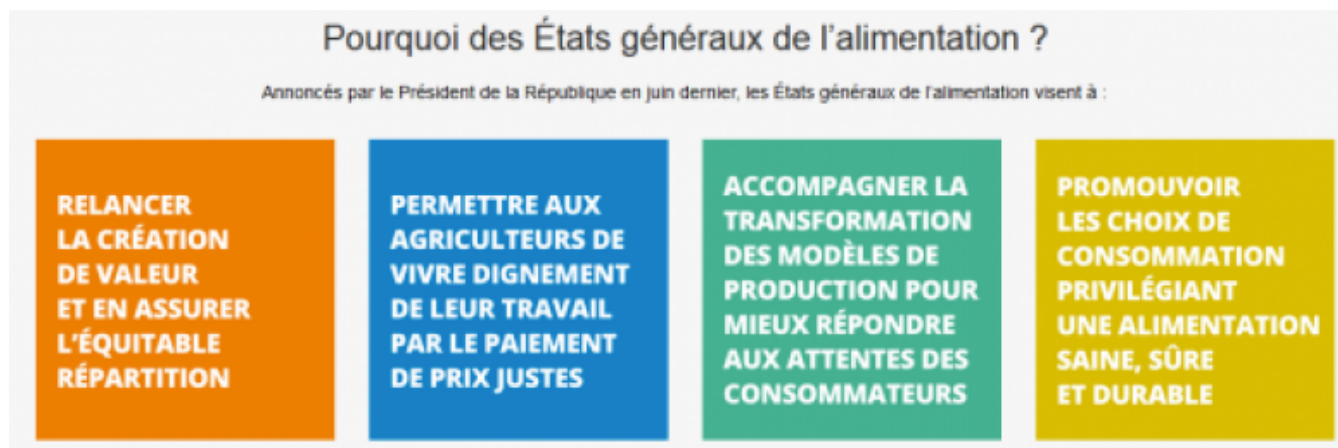 Pourquoi des États généraux de l'alimentation ?
Annoncés par le Président de la République en juin dernier, les États généraux de l'alimentation visent à :
RELANCER
LA CRÉATION
DE VALEUR
ET EN ASSURER
L'ÉQUITABLE
RÉPARTITION
PERMETTRE AUX
AGRICULTEURS DE
VIVRE DIGNEMENT
DE LEUR TRAVAIL
PAR LE PAIEMENT
DE PRIX JUSTES
ACCOMPAGNER LA
TRANSFORMATION
DES MODÈLES DE
PRODUCTION POUR
MIEUX RÉPONDRE
AUX ATTENTES DES
CONSOMMATEURS
PROMOUVOIR
LES CHOIX DE
CONSOMMATION
PRIVILÉGIANT
UNE ALIMENTATION
SAINE, SÛRE
ET DURABLE